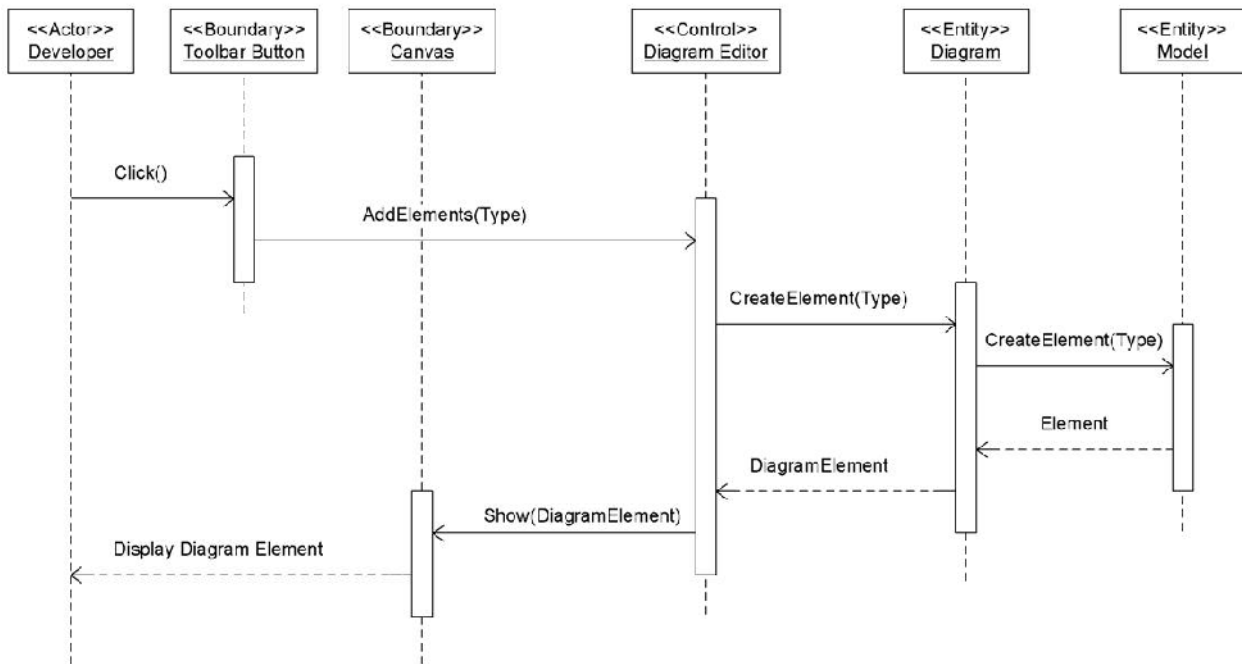 <<Actor>>
Developer
<<Boundary>>
Toolbar Button
<<Boundary>>
Canvas
<<Control>>
Diagram Editor
<<Entity>>
Diagram
<<Entity>>
Model
Click()
AddElements(Type)
CreateElement(Type)
CreateElement(Type)
Element
DiagramElement
Show(DiagramElement)
Display Diagram Element